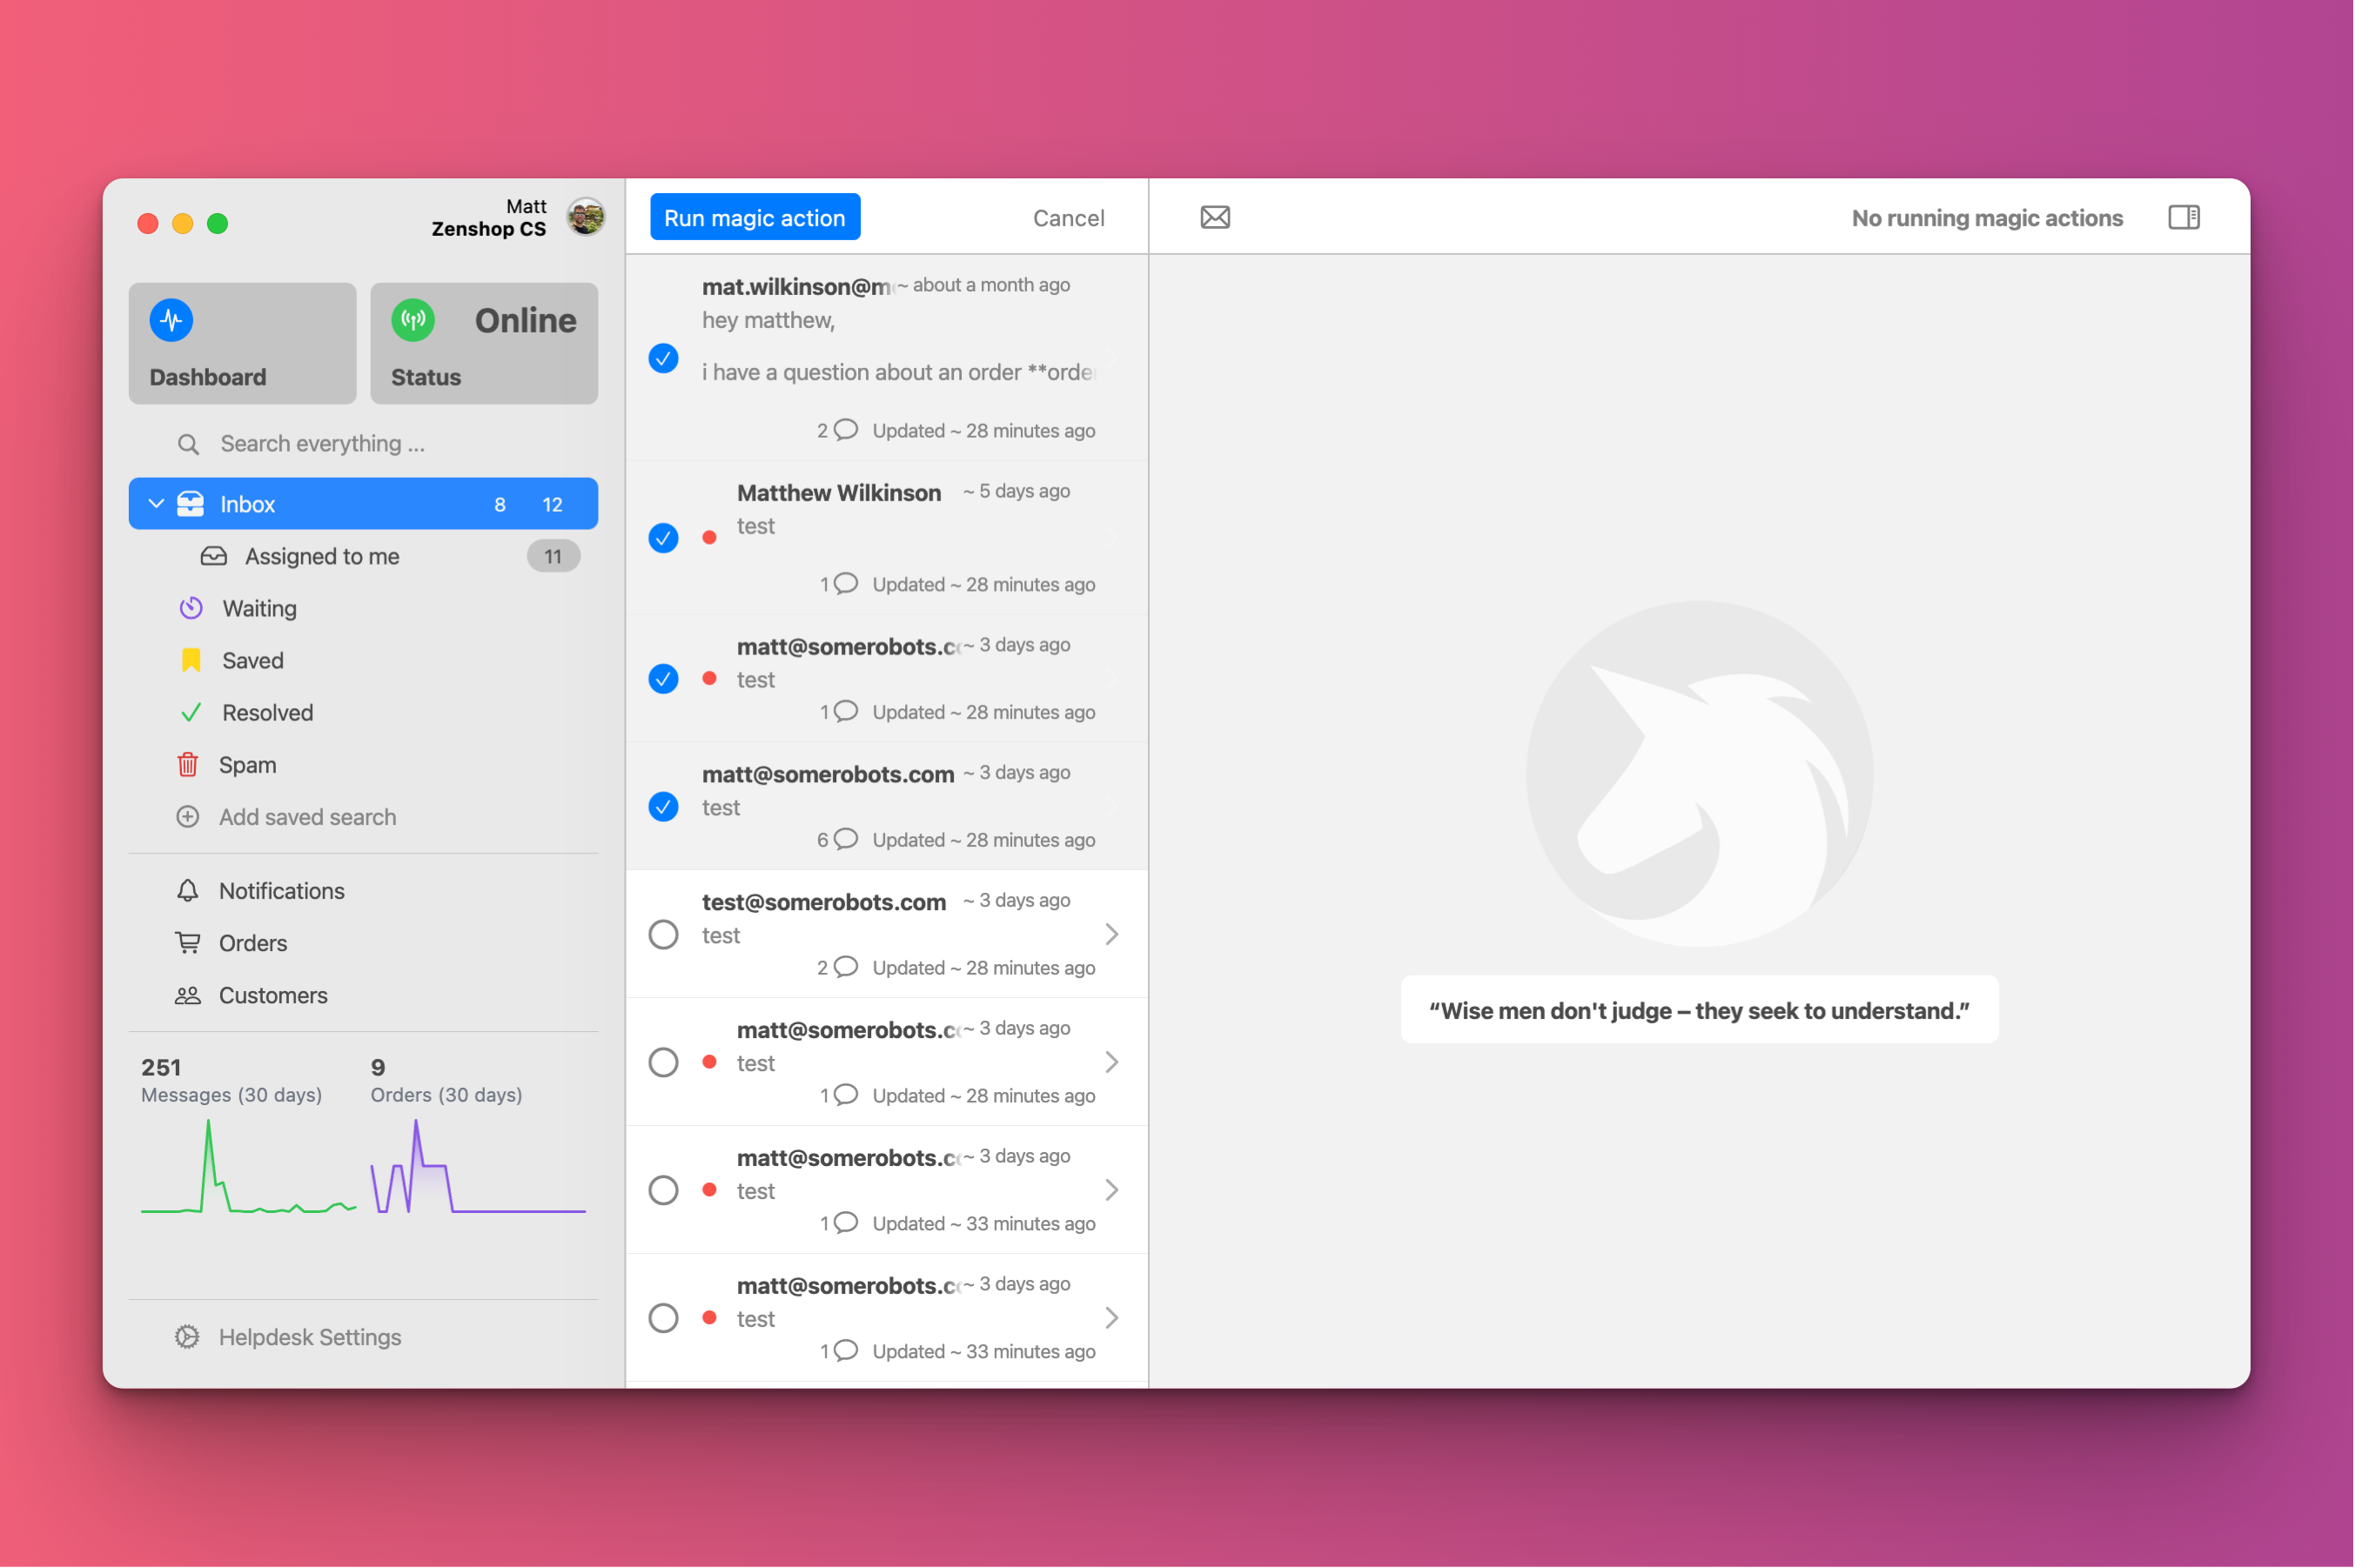 Matt
Zenshop CS
Dashboard
Online
Status
Search everything ...
Inbox 8 12
Assigned to me 11
Waiting
Saved
Resolved
Spam
Add saved search
Notifications
Orders
Customers
251
Messages (30 days)
9
Orders (30 days)
Helpdesk Settings
Run magic action Cancel
mat.wilkinson@m ~ about a month ago
hey matthew,
i have a question about an order **orde
2 Updated ~ 28 minutes ago
Matthew Wilkinson ~ 5 days ago
test
1 Updated ~ 28 minutes ago
matt@somerobots.c ~ 3 days ago
test
1 Updated ~ 28 minutes ago
matt@somerobots.com ~ 3 days ago
test
6 Updated ~ 28 minutes ago
test@somerobots.com ~ 3 days ago
test
2 Updated ~ 28 minutes ago
matt@somerobots.c ~ 3 days ago
test
1 Updated ~ 28 minutes ago
matt@somerobots.c ~ 3 days ago
test
1 Updated ~ 33 minutes ago
matt@somerobots.c ~ 3 days ago
test
1 Updated ~ 33 minutes ago
No running magic actions
“Wise men don't judge – they seek to understand.”